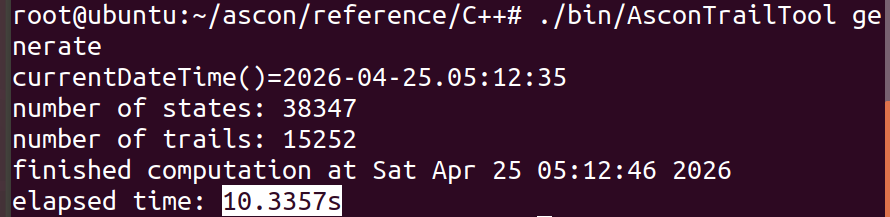 root@ubuntu:~/ascon/reference/C++# ./bin/AsconTrailTool ge
nerate
currentDateTime()=2026-04-25.05:12:35
number of states: 38347
number of trails: 15252
finished computation at Sat Apr 25 05:12:46 2026
elapsed time: 10.3357s